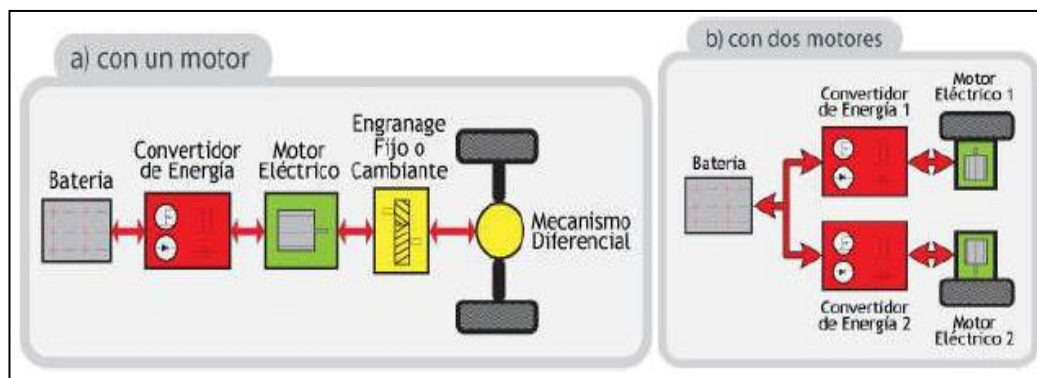 a) con un motor
Bateria
Convertidor
de Energía
Motor
Eléctrico
Engranage
Fijo o
Cambiante
Mecanismo
Diferencial
b) con dos motores
Bateria
Convertidor
de Energía 1
Motor
Eléctrico 1
Convertidor
de Energía 2
Motor
Eléctrico 2